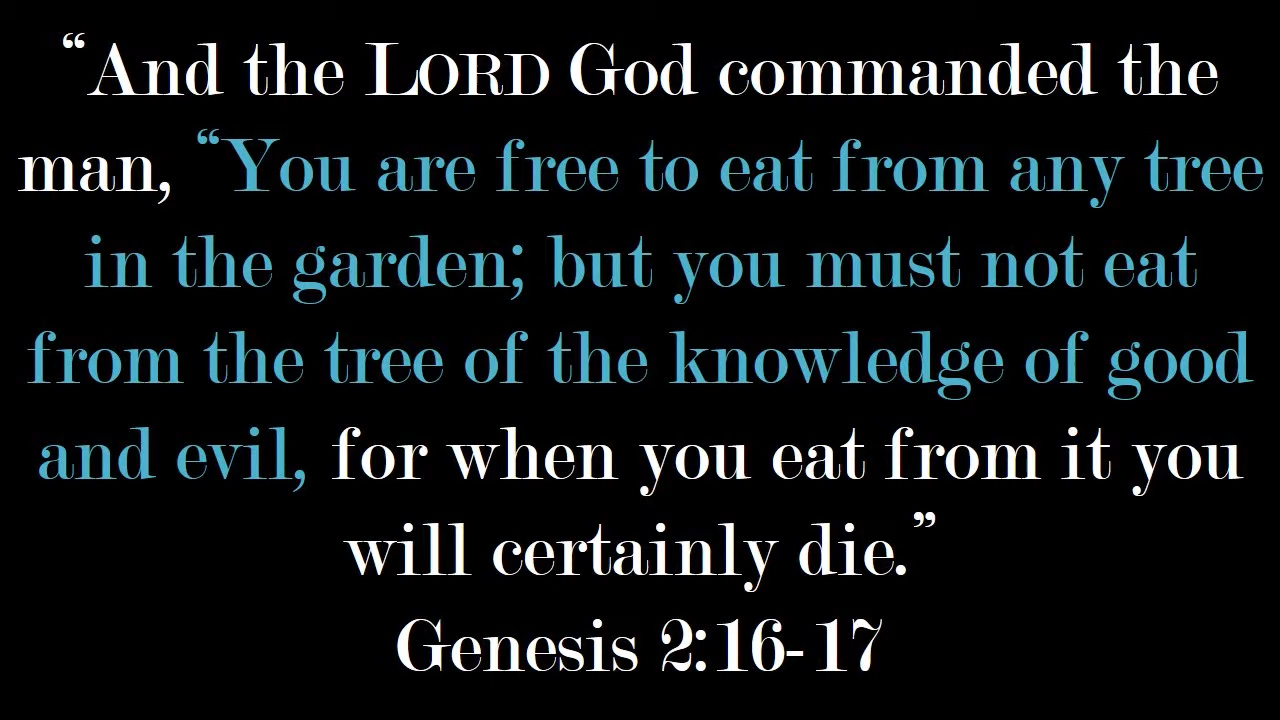 “And the LORD God commanded the
man, “You are free to eat from any tree
in the garden; but you must not eat
from the tree of the knowledge of good
and evil, for when you eat from it you
will certainly die.”
Genesis 2:16-17